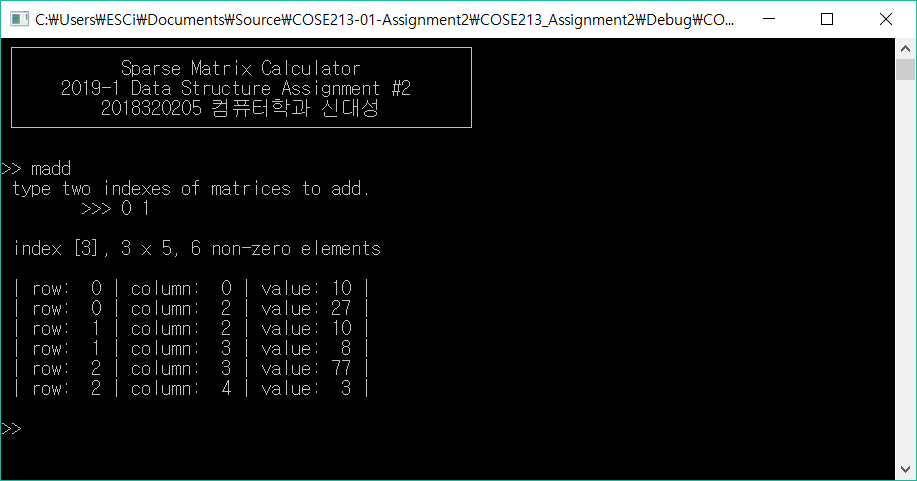 C:₩Users₩ESCi₩Documents₩Source₩COSE213-01-Assignment2₩COSE213_Assignment2₩Debug₩CO...
Sparse Matrix Calculator
2019-1 Data Structure Assignment #2
2018320205 컴퓨터학과 신대성
>> madd
type two indexes of matrices to add.
>>> 0 1
index [3], 3 x 5, 6 non-zero elements
| row:  0 | column:  0 | value: 10 |
| row:  0 | column:  2 | value: 27 |
| row:  1 | column:  2 | value: 10 |
| row:  1 | column:  3 | value:  8 |
| row:  2 | column:  3 | value: 77 |
| row:  2 | column:  4 | value:  3 |
>>